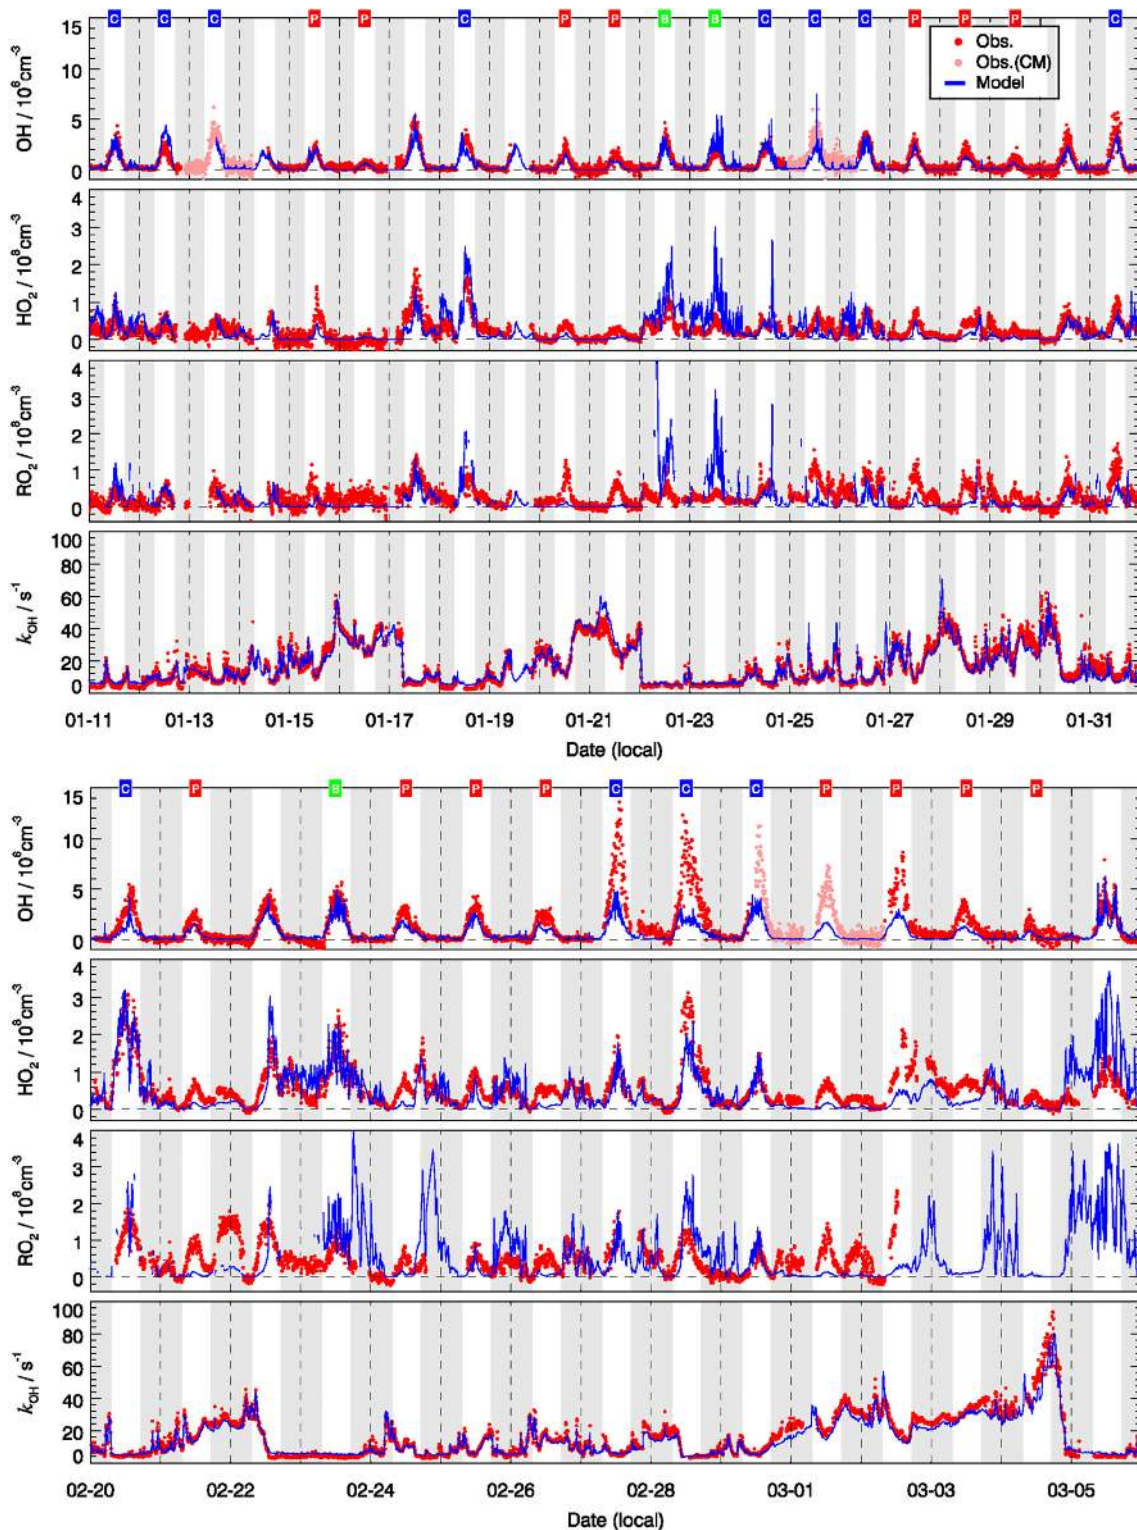 C C C P P C P P B B C C C P P P C
Obs.
Obs.(CM)
Model
OH / 10⁶cm⁻³
15
10
5
0
HO₂ / 10⁸cm⁻³
4
3
2
1
0
RO₂ / 10⁸cm⁻³
4
3
2
1
0
k_OH / s⁻¹
100
80
60
40
20
0
01-11 01-13 01-15 01-17 01-19 01-21 01-23 01-25 01-27 01-29 01-31
Date (local)
C P B P P P C C C P P P P
OH / 10⁶cm⁻³
15
10
5
0
HO₂ / 10⁸cm⁻³
4
3
2
1
0
RO₂ / 10⁸cm⁻³
4
3
2
1
0
k_OH / s⁻¹
100
80
60
40
20
0
02-20 02-22 02-24 02-26 02-28 03-01 03-03 03-05
Date (local)